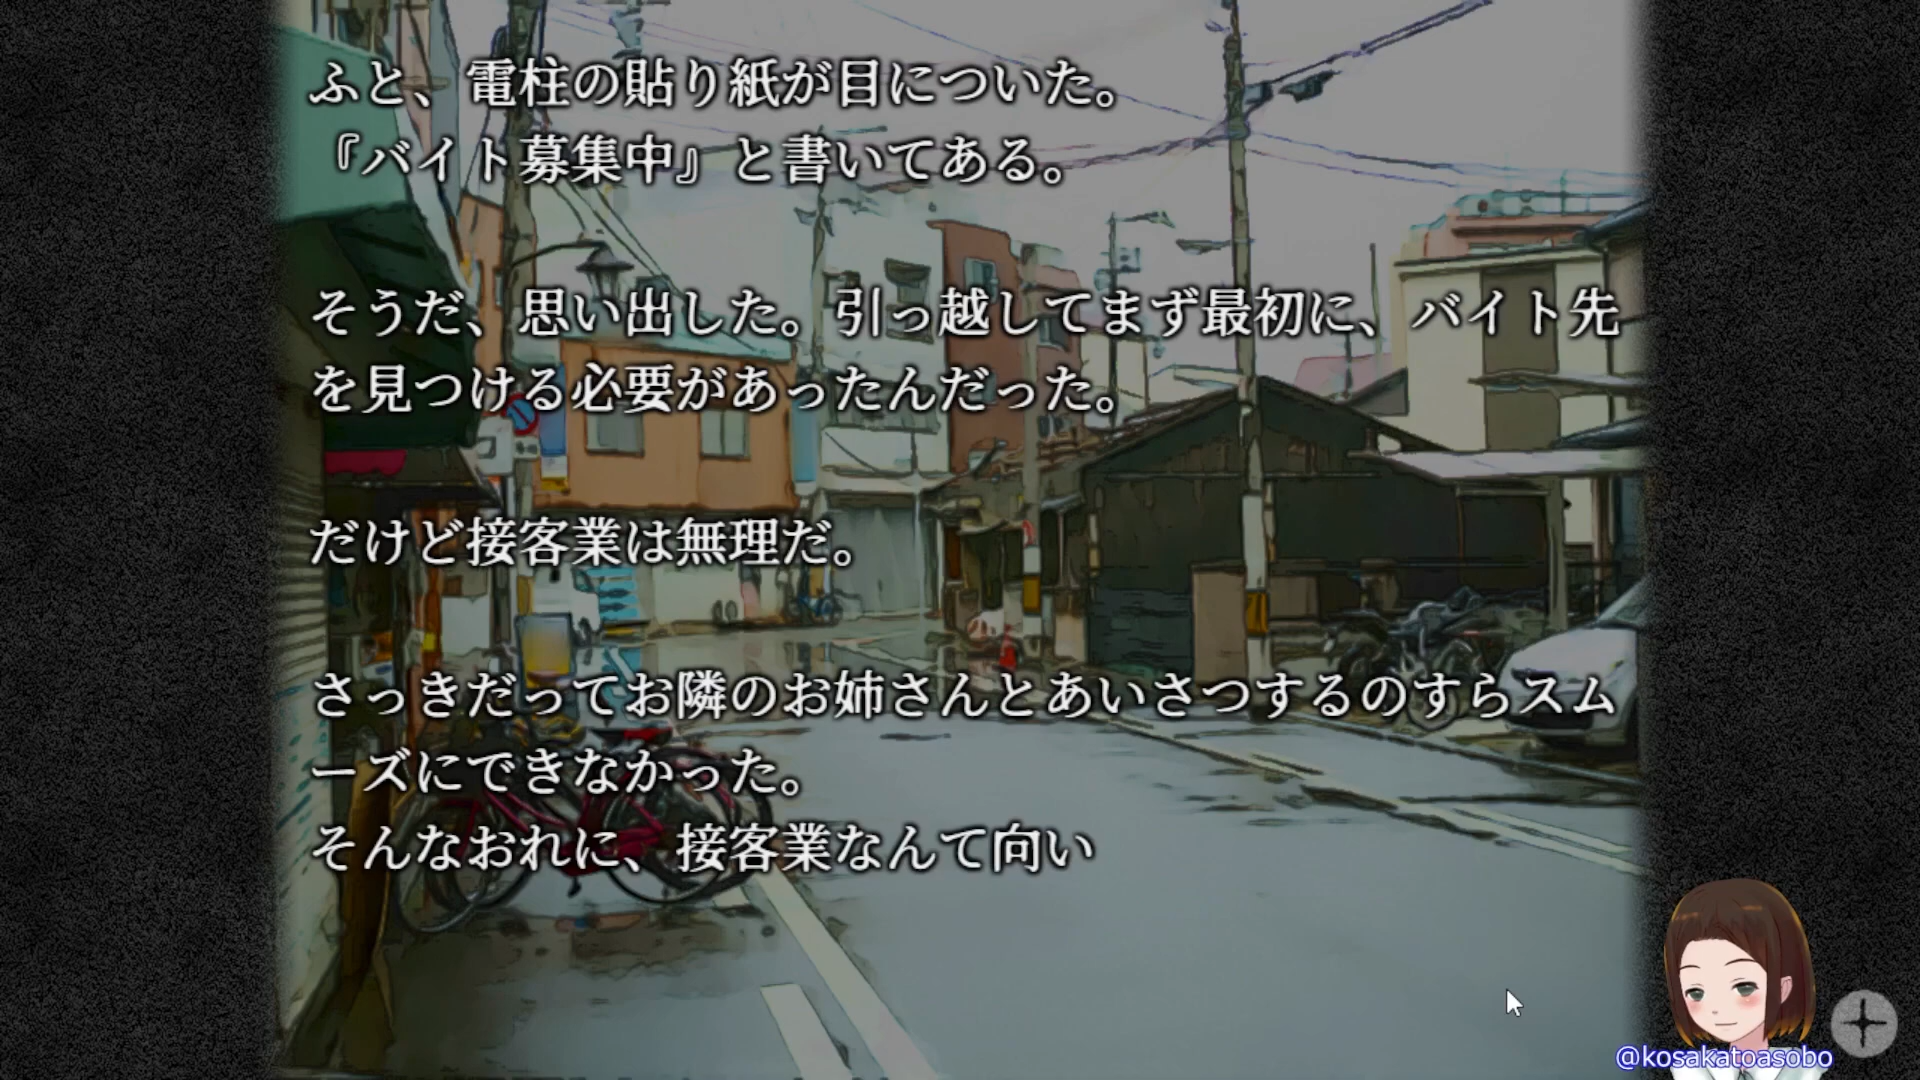 ふと、電柱の貼り紙が目についた。
『バイト募集中』と書いてある。
そうだ、思い出した。引っ越してまず最初に、バイト先
を見つける必要があったんだった。
だけど接客業は無理だ。
さっきだってお隣のお姉さんとあいさつするのすらスム
ーズにできなかった。
そんなおれに、接客業なんて向い
@kosakatoasobo